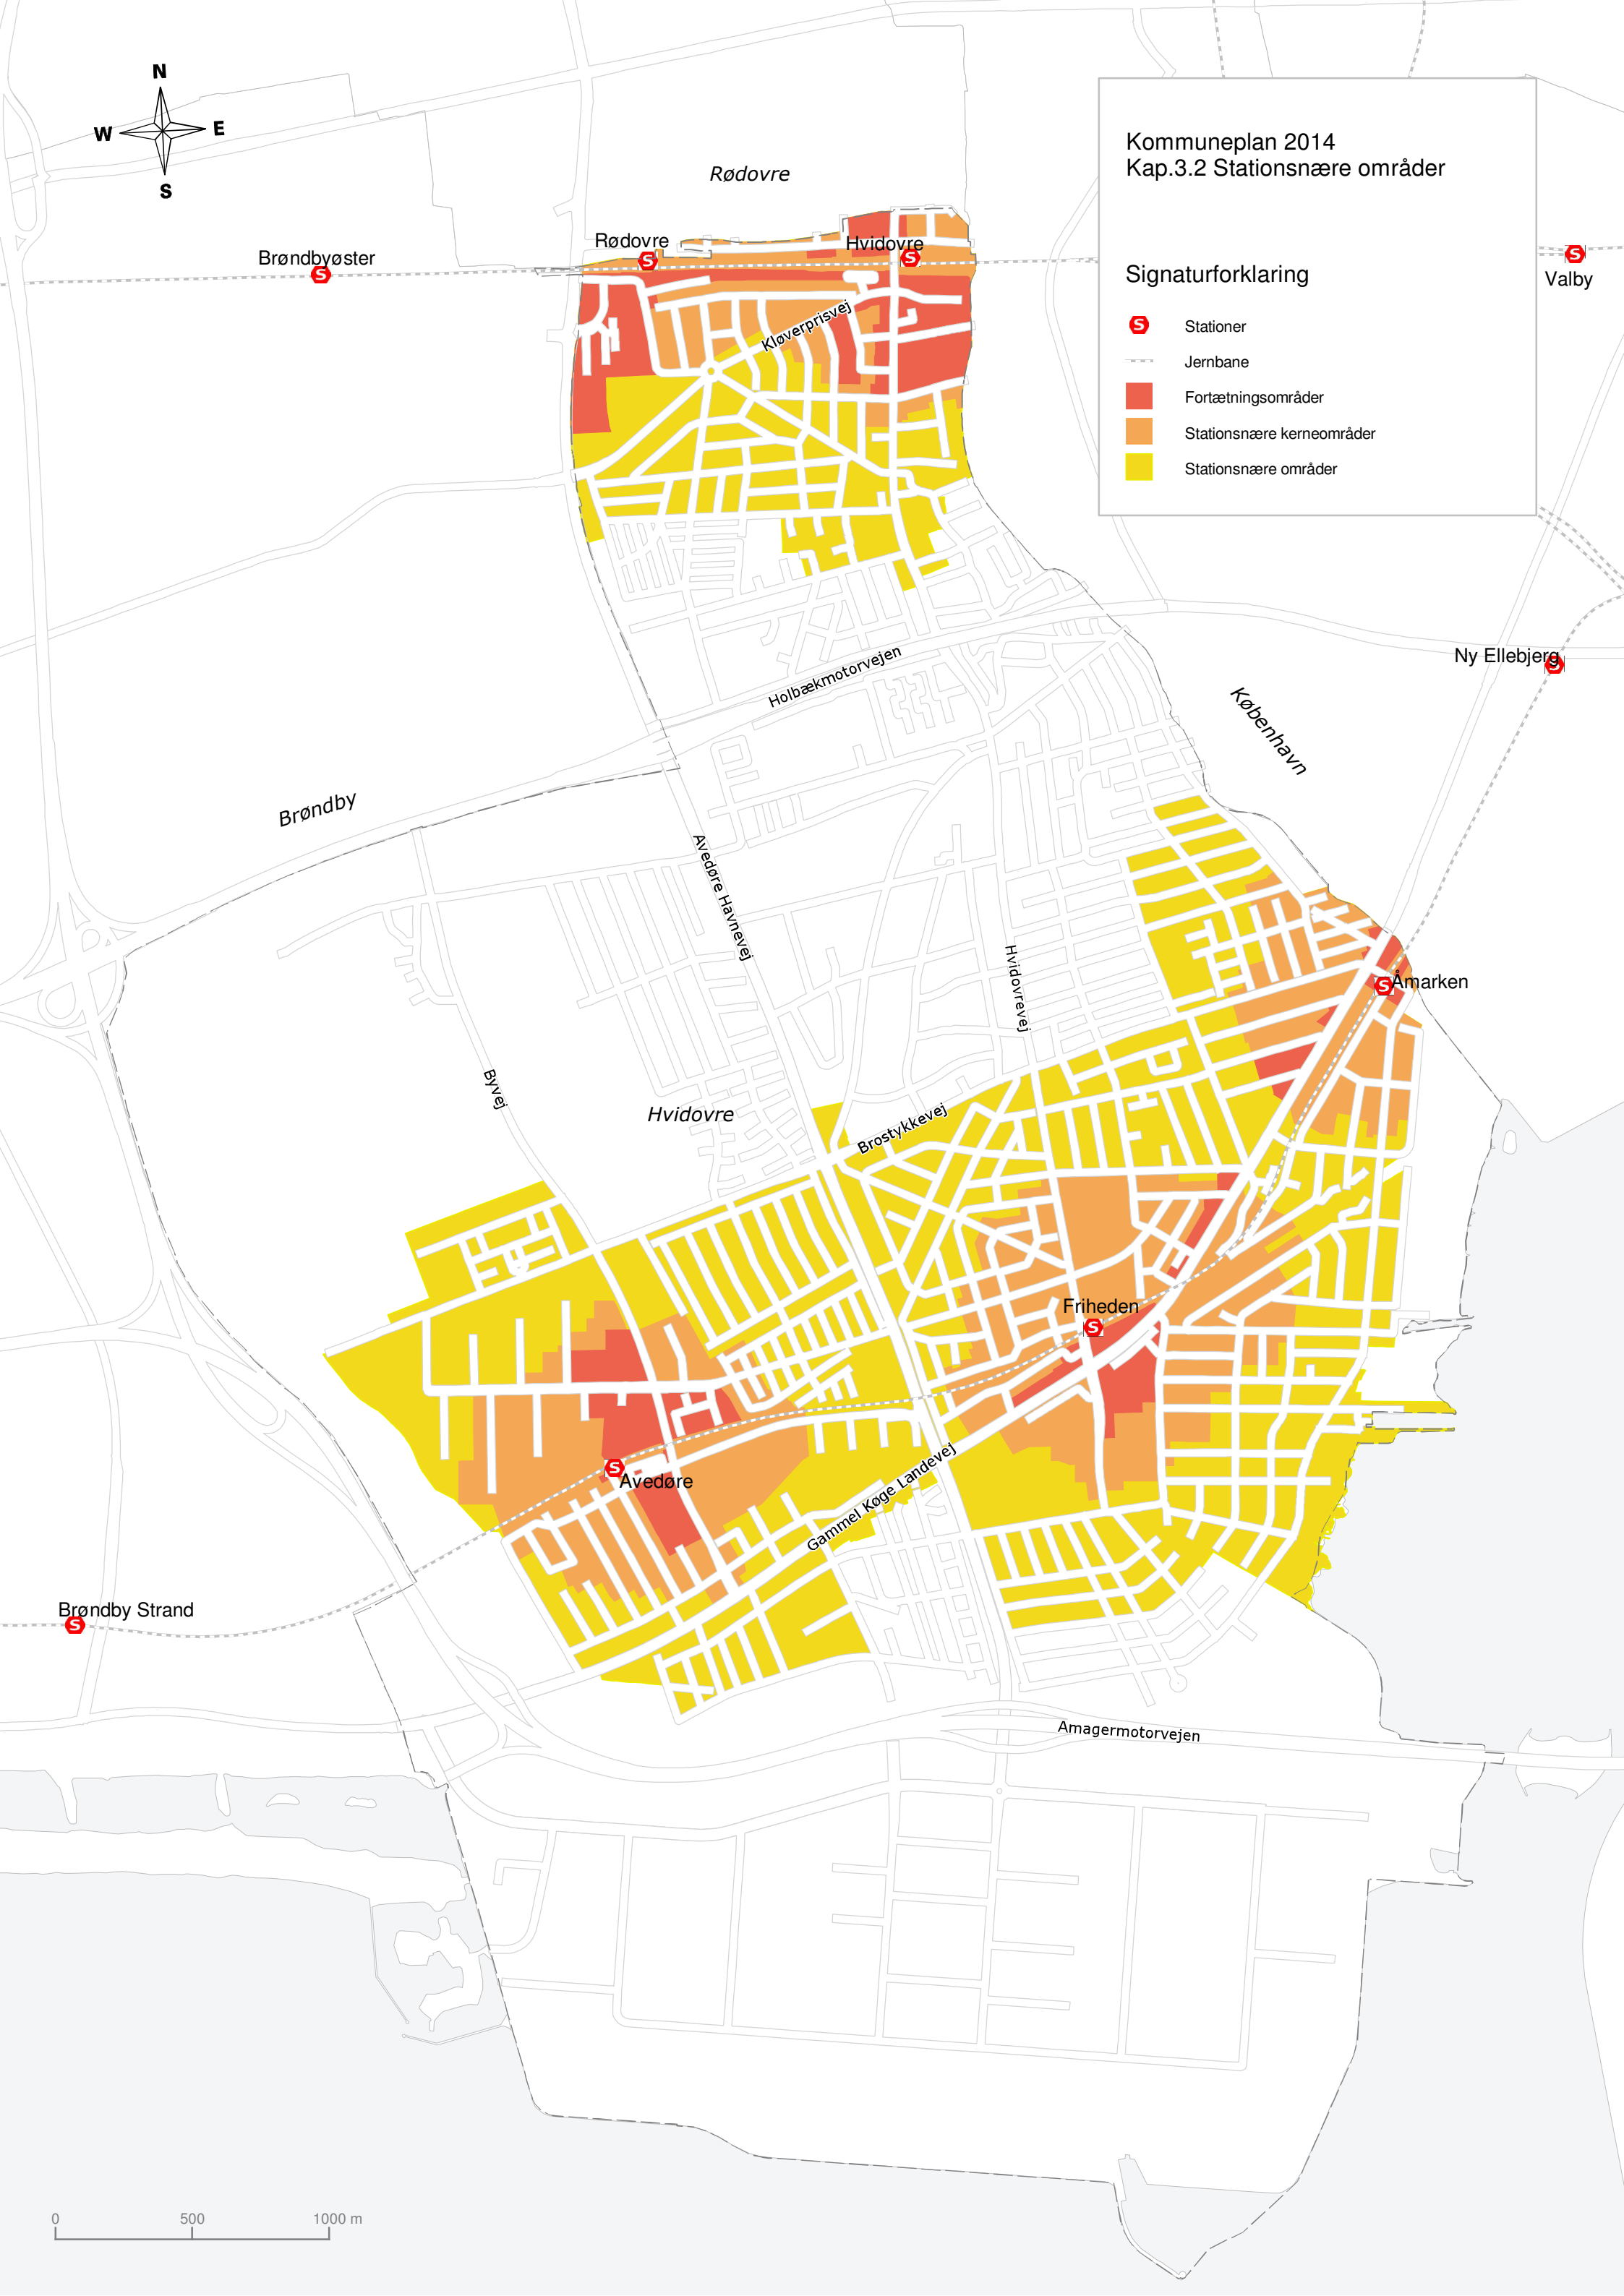 N
W
E
S
Kommuneplan 2014
Kap.3.2 Stationsnære områder
Signaturforklaring
S
Stationer
Jernbane
Fortætningsområder
Stationsnære kerneområder
Stationsnære områder
Rødovre
Rødovre
S
Hvidovre
S
Brøndbyøster
S
S
Valby
Kløverprisvej
Holbækmotorvejen
Ny Ellebjerg
S
København
Brøndby
Avedøre Havnevej
Hvidovrevej
S Åmarken
Byvej
Hvidovre
Brostykkevej
Friheden
S
S
Avedøre
Gammel Køge Landevej
Brøndby Strand
S
Amagermotorvejen
0 500 1000 m